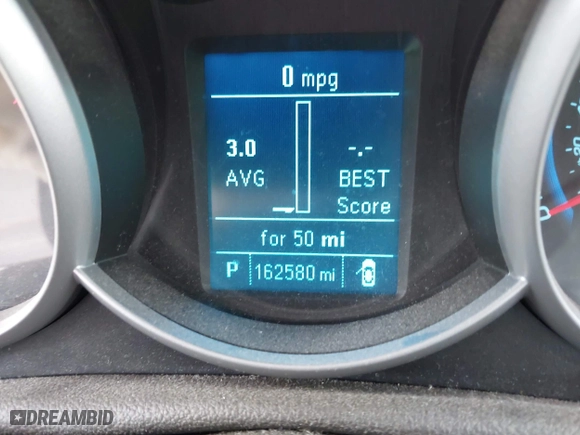 0 mpg
3.0 -.-
AVG BEST
Score
for 50 mi
P 162580 mi
DREAMBID